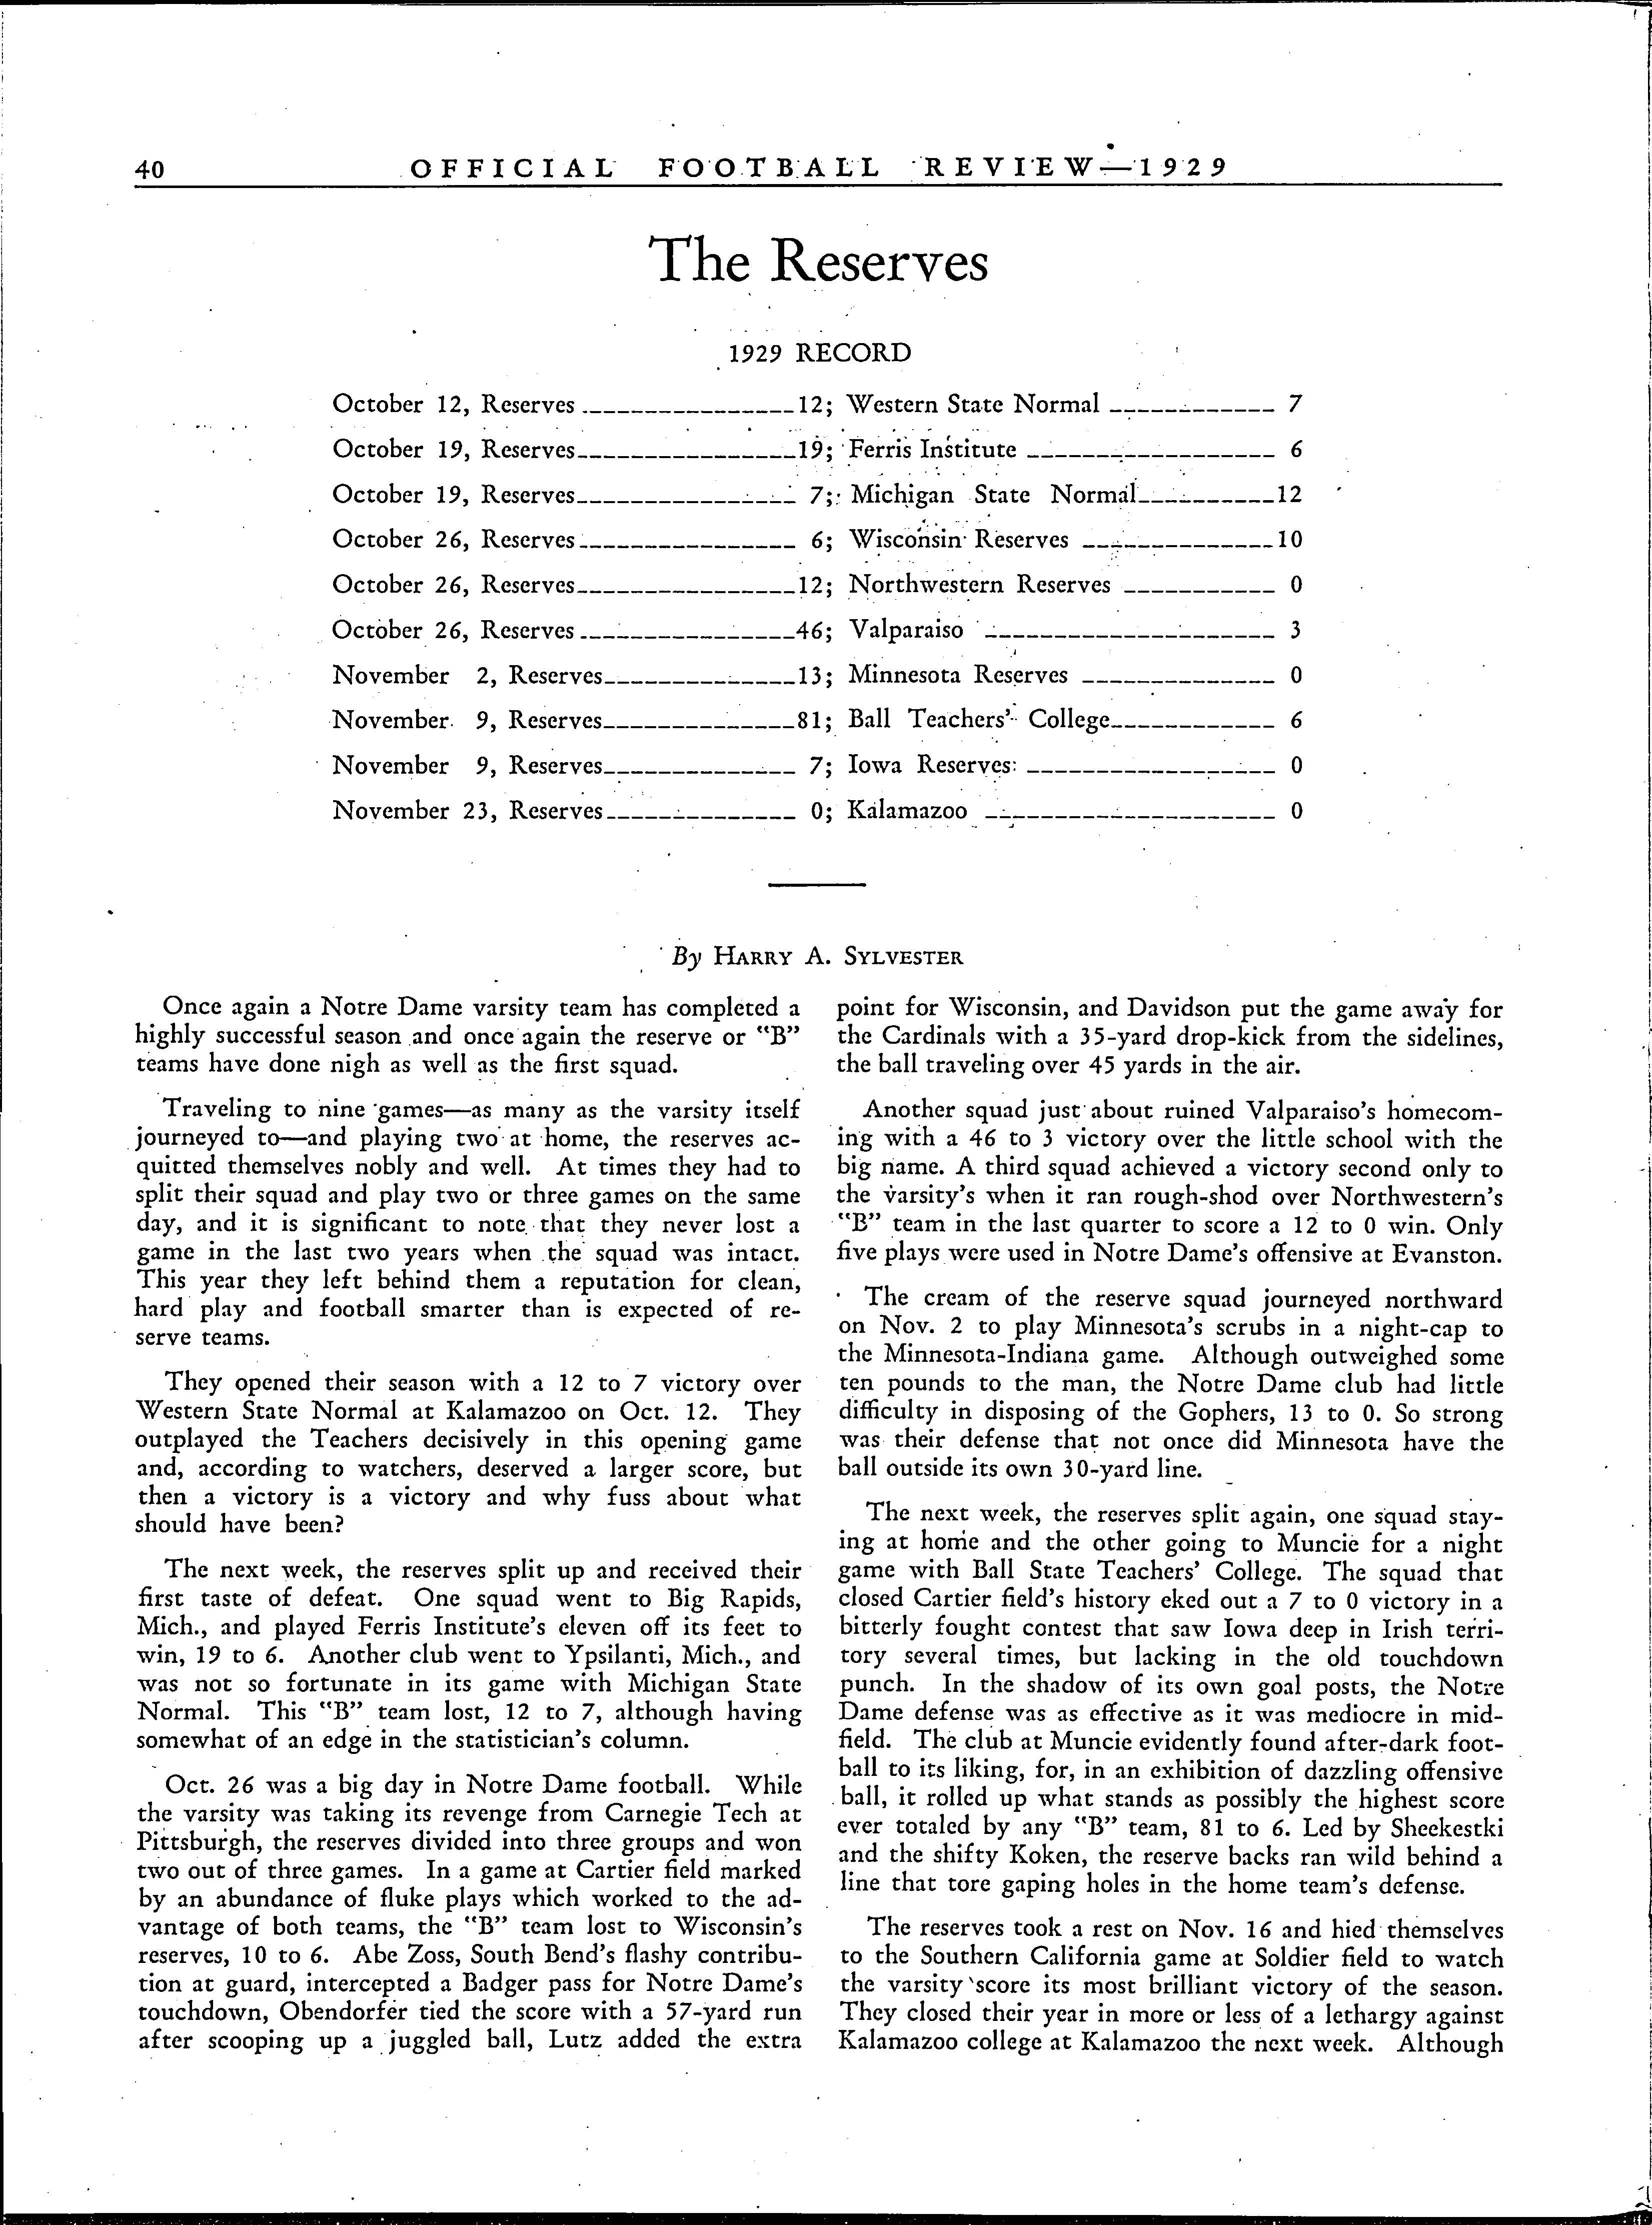 40 OFFICIAL FOOTBALL REVIEW—1929
The Reserves
1929 RECORD
October 12, Reserves ----------------- 12; Western State Normal ------------- 7
October 19, Reserves ----------------- 19; Ferris Institute -------------------- 6
October 19, Reserves ----------------- 7; Michigan State Normal ----------- 12
October 26, Reserves ----------------- 6; Wisconsin Reserves --------------- 10
October 26, Reserves ----------------- 12; Northwestern Reserves ------------ 0
October 26, Reserves ----------------- 46; Valparaiso ----------------------- 3
November 2, Reserves --------------- 13; Minnesota Reserves --------------- 0
November 9, Reserves --------------- 81; Ball Teachers' College ------------- 6
November 9, Reserves --------------- 7; Iowa Reserves: -------------------- 0
November 23, Reserves --------------- 0; Kalamazoo ----------------------- 0
By HARRY A. SYLVESTER
Once again a Notre Dame varsity team has completed a
highly successful season and once again the reserve or "B"
teams have done nigh as well as the first squad.
Traveling to nine games—as many as the varsity itself
journeyed to—and playing two at home, the reserves ac-
quitted themselves nobly and well. At times they had to
split their squad and play two or three games on the same
day, and it is significant to note that they never lost a
game in the last two years when the squad was intact.
This year they left behind them a reputation for clean,
hard play and football smarter than is expected of re-
serve teams.
They opened their season with a 12 to 7 victory over
Western State Normal at Kalamazoo on Oct. 12. They
outplayed the Teachers decisively in this opening game
and, according to watchers, deserved a larger score, but
then a victory is a victory and why fuss about what
should have been?
The next week, the reserves split up and received their
first taste of defeat. One squad went to Big Rapids,
Mich., and played Ferris Institute's eleven off its feet to
win, 19 to 6. Another club went to Ypsilanti, Mich., and
was not so fortunate in its game with Michigan State
Normal. This "B" team lost, 12 to 7, although having
somewhat of an edge in the statistician's column.
Oct. 26 was a big day in Notre Dame football. While
the varsity was taking its revenge from Carnegie Tech at
Pittsburgh, the reserves divided into three groups and won
two out of three games. In a game at Cartier field marked
by an abundance of fluke plays which worked to the ad-
vantage of both teams, the "B" team lost to Wisconsin's
reserves, 10 to 6. Abe Zoss, South Bend's flashy contribu-
tion at guard, intercepted a Badger pass for Notre Dame's
touchdown, Obendorfer tied the score with a 57-yard run
after scooping up a juggled ball, Lutz added the extra
point for Wisconsin, and Davidson put the game away for
the Cardinals with a 35-yard drop-kick from the sidelines,
the ball traveling over 45 yards in the air.
Another squad just about ruined Valparaiso's homecom-
ing with a 46 to 3 victory over the little school with the
big name. A third squad achieved a victory second only to
the varsity's when it ran rough-shod over Northwestern's
"B" team in the last quarter to score a 12 to 0 win. Only
five plays were used in Notre Dame's offensive at Evanston.
The cream of the reserve squad journeyed northward
on Nov. 2 to play Minnesota's scrubs in a night-cap to
the Minnesota-Indiana game. Although outweighed some
ten pounds to the man, the Notre Dame club had little
difficulty in disposing of the Gophers, 13 to 0. So strong
was their defense that not once did Minnesota have the
ball outside its own 30-yard line.
The next week, the reserves split again, one squad stay-
ing at home and the other going to Muncie for a night
game with Ball State Teachers' College. The squad that
closed Cartier field's history eked out a 7 to 0 victory in a
bitterly fought contest that saw Iowa deep in Irish terri-
tory several times, but lacking in the old touchdown
punch. In the shadow of its own goal posts, the Notre
Dame defense was as effective as it was mediocre in mid-
field. The club at Muncie evidently found after-dark foot-
ball to its liking, for, in an exhibition of dazzling offensive
ball, it rolled up what stands as possibly the highest score
ever totaled by any "B" team, 81 to 6. Led by Sheekestki
and the shifty Koken, the reserve backs ran wild behind a
line that tore gaping holes in the home team's defense.
The reserves took a rest on Nov. 16 and hied themselves
to the Southern California game at Soldier field to watch
the varsity score its most brilliant victory of the season.
They closed their year in more or less of a lethargy against
Kalamazoo college at Kalamazoo the next week. Although